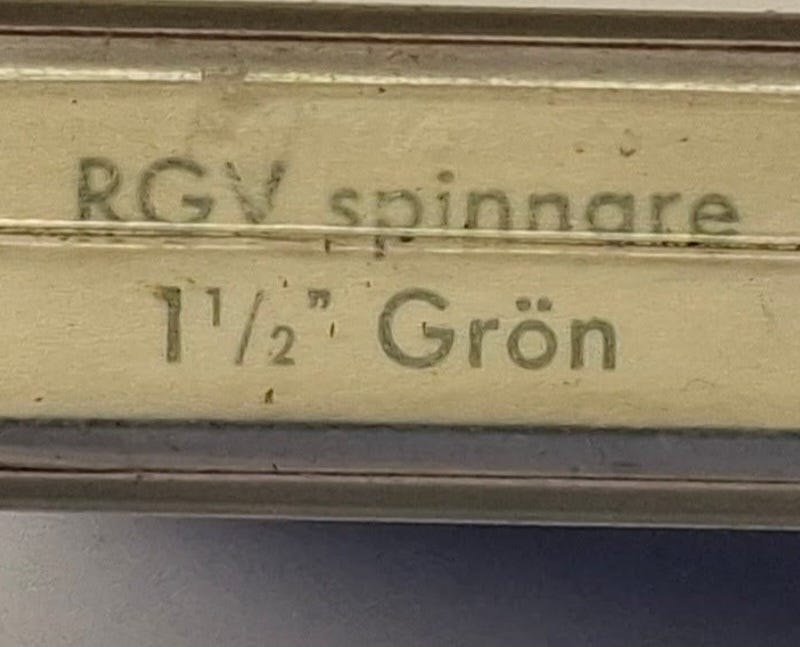 RGV spinnare
1 1/2" Grön